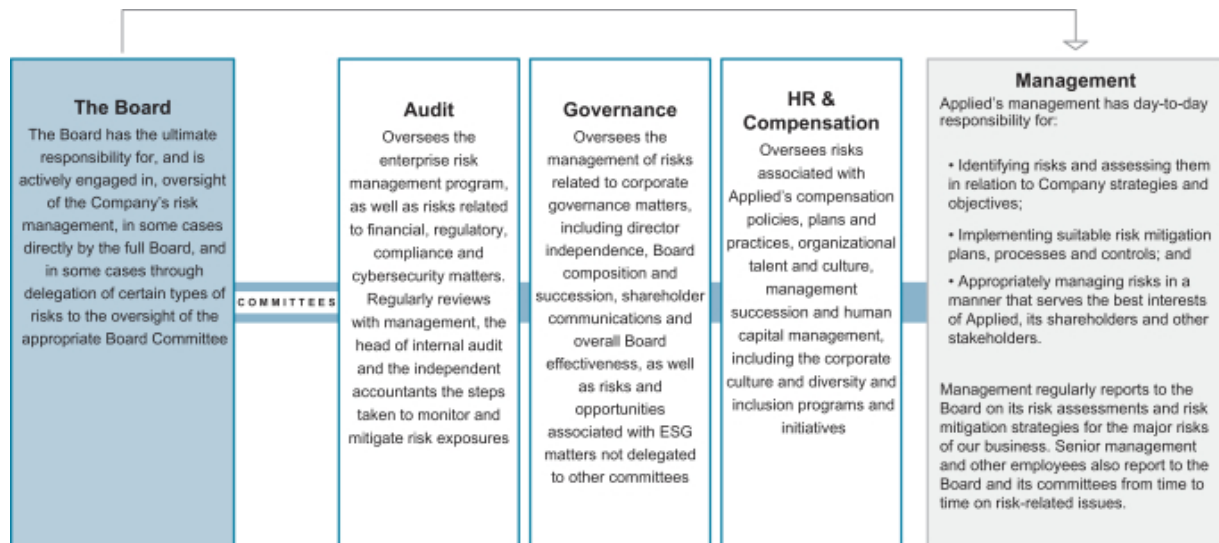 The Board
The Board has the ultimate
responsibility for, and is
actively engaged in, oversight
of the Company's risk
management, in some cases
directly by the full Board, and
in some cases through
delegation of certain types of
risks to the oversight of the
appropriate Board Committee
COMMITTEES
Audit
Oversees the
enterprise risk
management program,
as well as risks related
to financial, regulatory,
compliance and
cybersecurity matters.
Regularly reviews
with management, the
head of internal audit
and the independent
accountants the steps
taken to monitor and
mitigate risk exposures
Governance
Oversees the
management of risks
related to corporate
governance matters,
including director
independence, Board
composition and
succession, shareholder
communications and
overall Board
effectiveness, as well
as risks and
opportunities
associated with ESG
matters not delegated
to other committees
HR &
Compensation
Oversees risks
associated with
Applied's compensation
policies, plans and
practices, organizational
talent and culture,
management
succession and human
capital management,
including the corporate
culture and diversity and
inclusion programs and
initiatives
Management
Applied's management has day-to-day
responsibility for:
• Identifying risks and assessing them
in relation to Company strategies and
objectives;
• Implementing suitable risk mitigation
plans, processes and controls; and
• Appropriately managing risks in a
manner that serves the best interests
of Applied, its shareholders and other
stakeholders.
Management regularly reports to the
Board on its risk assessments and risk
mitigation strategies for the major risks
of our business. Senior management
and other employees also report to the
Board and its committees from time to
time on risk-related issues.